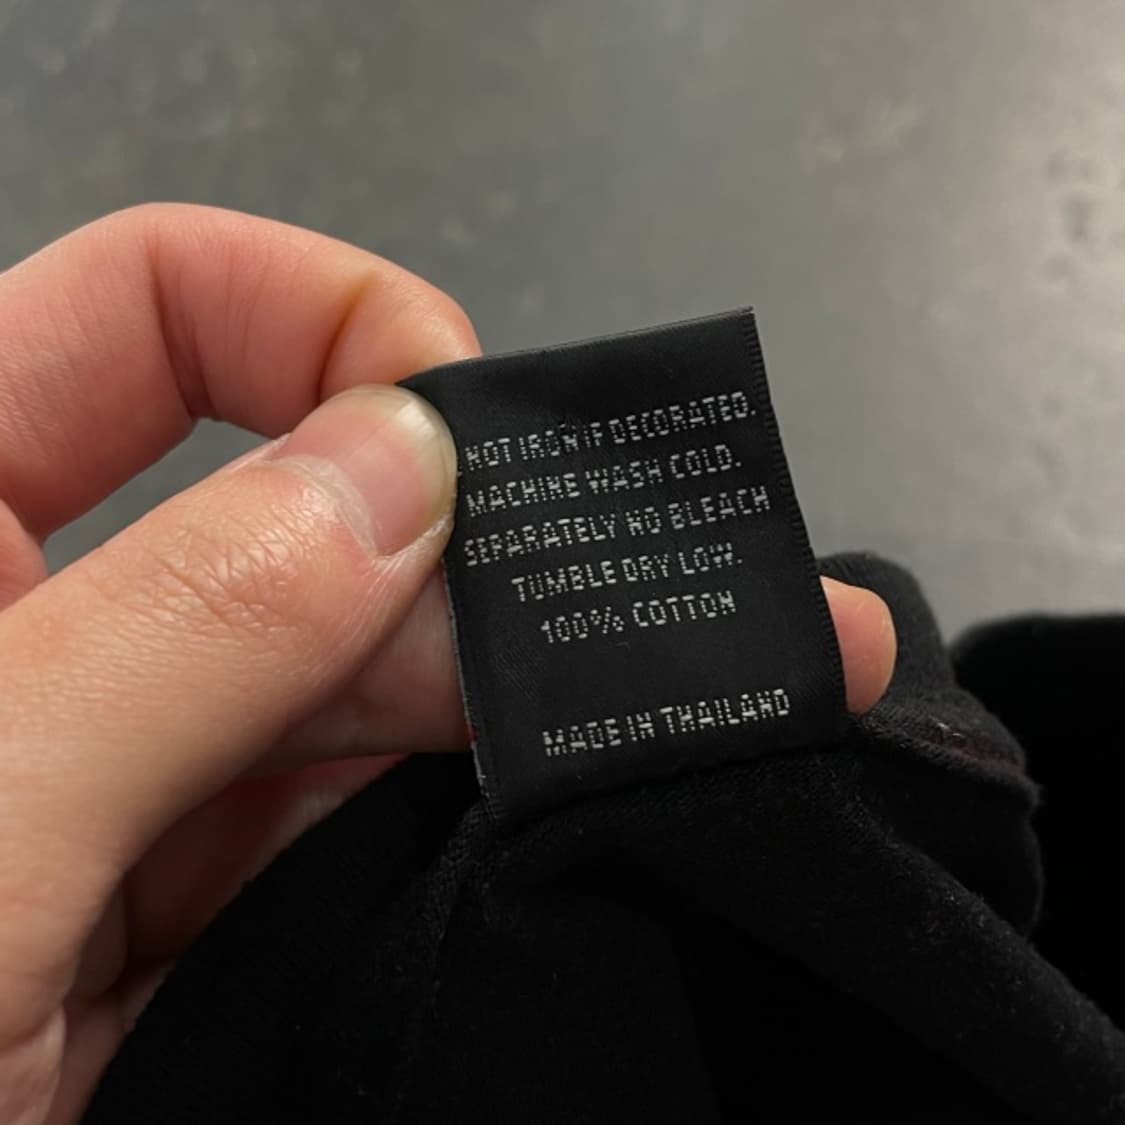 NOT IRON IF DECORATED.
MACHINE WASH COLD.
SEPARATELY NO BLEACH
TUMBLE DRY LOW.
100% COTTON
MADE IN THAILAND